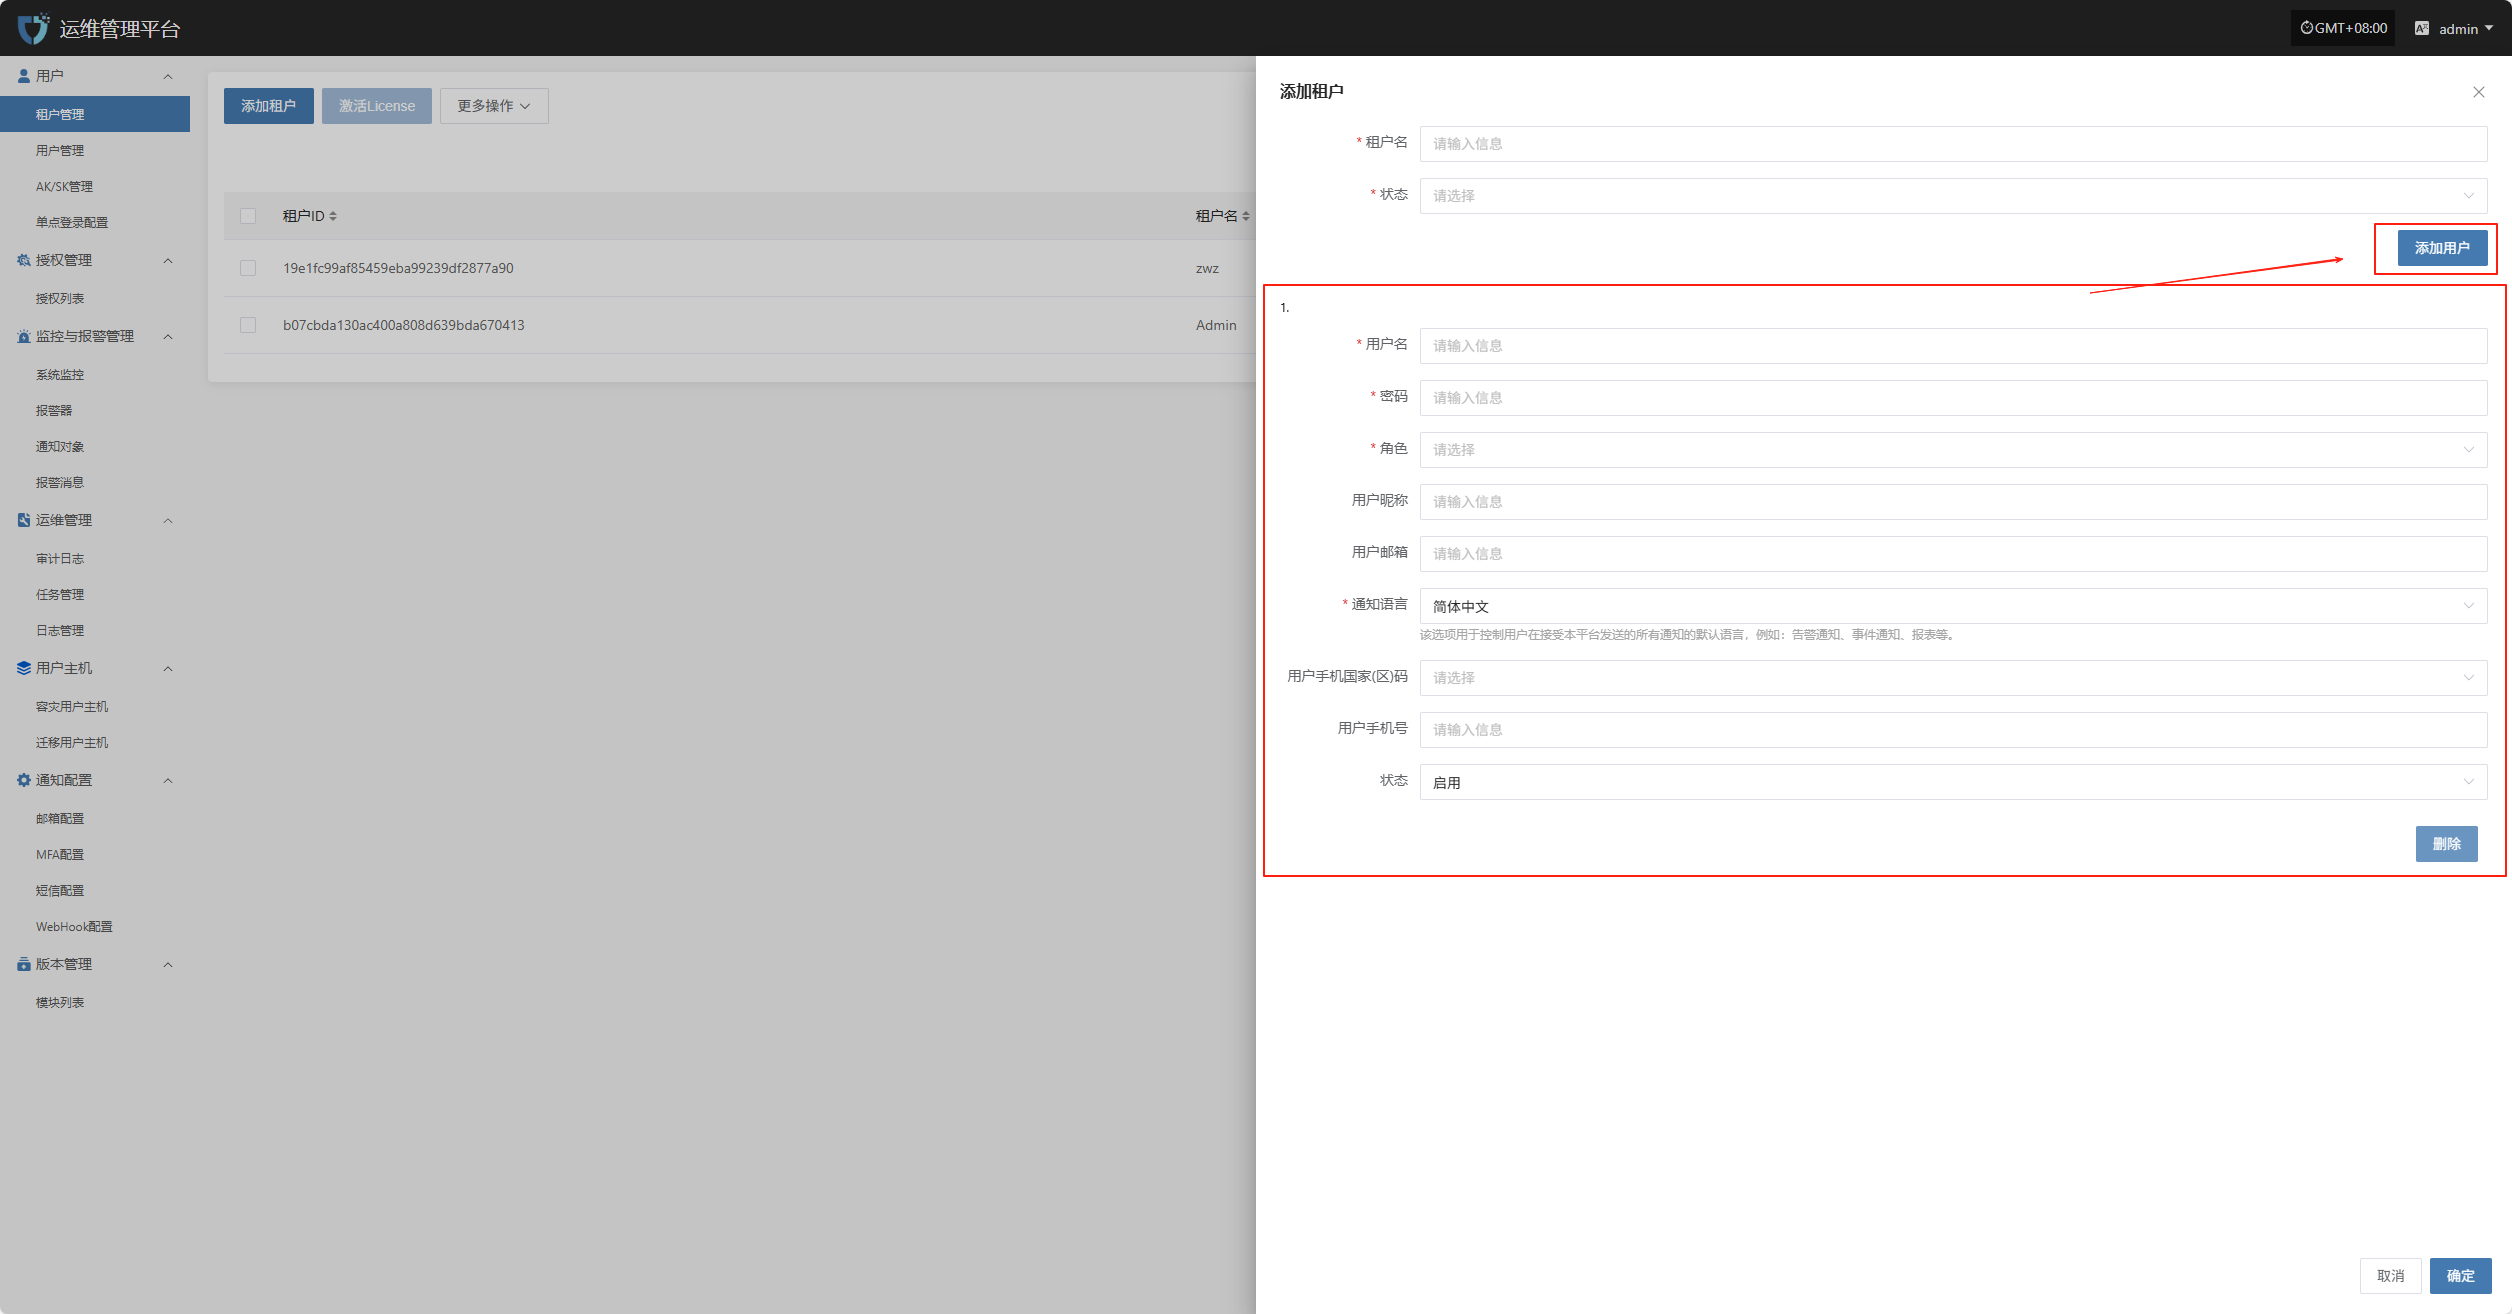 运维管理平台
GMT+08:00
admin
用户
租户管理
用户管理
AK/SK管理
单点登录配置
授权管理
授权列表
监控与报警管理
系统监控
报警器
通知对象
报警消息
运维管理
审计日志
任务管理
日志管理
用户主机
容灾用户主机
迁移用户主机
通知配置
邮箱配置
MFA配置
短信配置
WebHook配置
版本管理
模块列表
添加租户 激活License 更多操作
租户ID 租户名
19e1fc99af85459eba99239df2877a90 zwz
b07cbda130ac400a808d639bda670413 Admin
添加租户
* 租户名 请输入信息
* 状态 请选择
添加用户
1.
* 用户名 请输入信息
* 密码 请输入信息
* 角色 请选择
用户昵称 请输入信息
用户邮箱 请输入信息
* 通知语言 简体中文
该选项用于控制用户在接受本平台发送的所有通知的默认语言，例如：告警通知、事件通知、报表等。
用户手机国家(区)码 请选择
用户手机号 请输入信息
状态 启用
删除
取消 确定